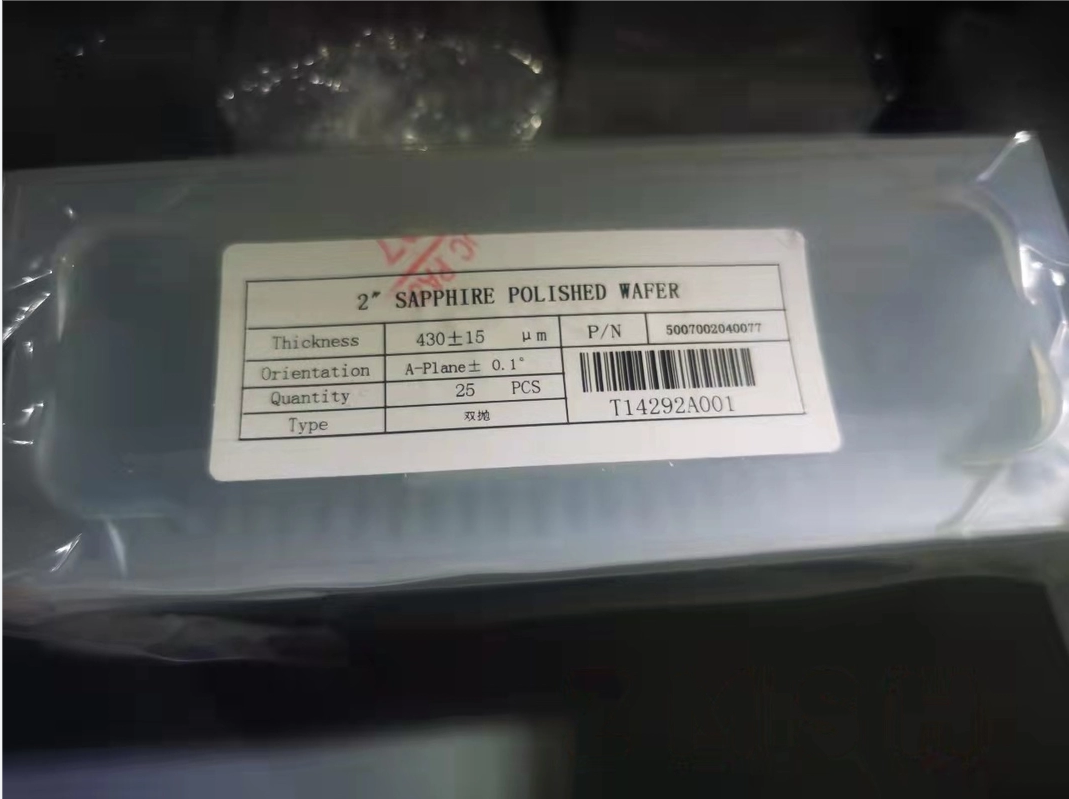 2" SAPPHIRE POLISHED WAFER
Thickness 430±15 μm P/N 5007002040077
Orientation A-Plane± 0.1°
Quantity 25 PCS
T14292A001
Type 双抛